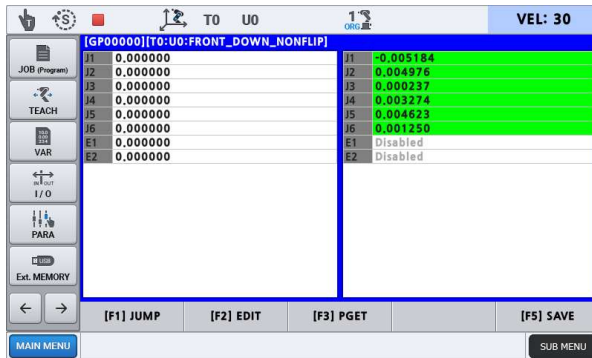 T0 U0 1 ORG VEL: 30
[GP00000][T0:U0:FRONT_DOWN_NONFLIP]
J1 0.000000
J2 0.000000
J3 0.000000
J4 0.000000
J5 0.000000
J6 0.000000
E1 0.000000
E2 0.000000
J1 -0.005184
J2 0.004976
J3 0.000237
J4 0.003274
J5 0.004623
J6 0.001250
E1 Disabled
E2 Disabled
JOB (Program)
TEACH
VAR
IN OUT
I/O
PARA
USB
Ext. MEMORY
[F1] JUMP [F2] EDIT [F3] PGET [F5] SAVE
MAIN MENU SUB MENU